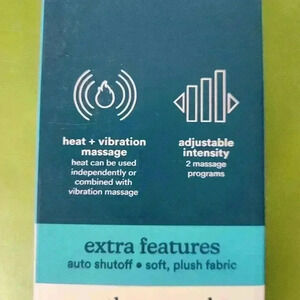 heat + vibration
massage
heat can be used
independently or
combined with
vibration massage
adjustable
intensity
2 massage
programs
extra features
auto shutoff • soft, plush fabric